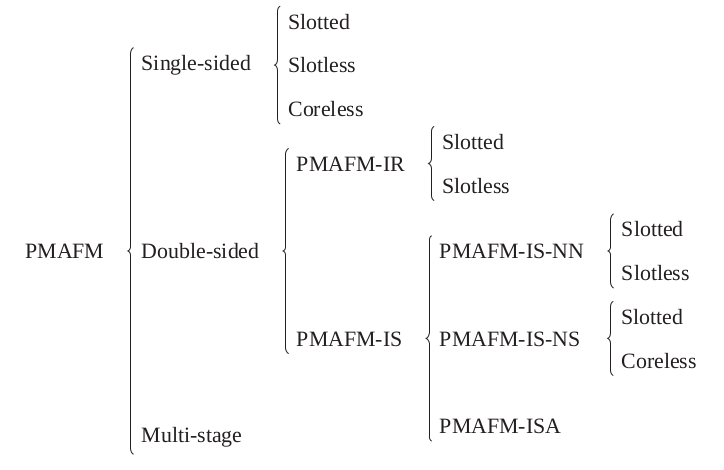 Slotted
Single-sided
Slotless
Coreless
Slotted
PMAFM-IR
Slotless
Slotted
PMAFM
Double-sided
PMAFM-IS-NN
Slotless
Slotted
PMAFM-IS
PMAFM-IS-NS
Coreless
PMAFM-ISA
Multi-stage